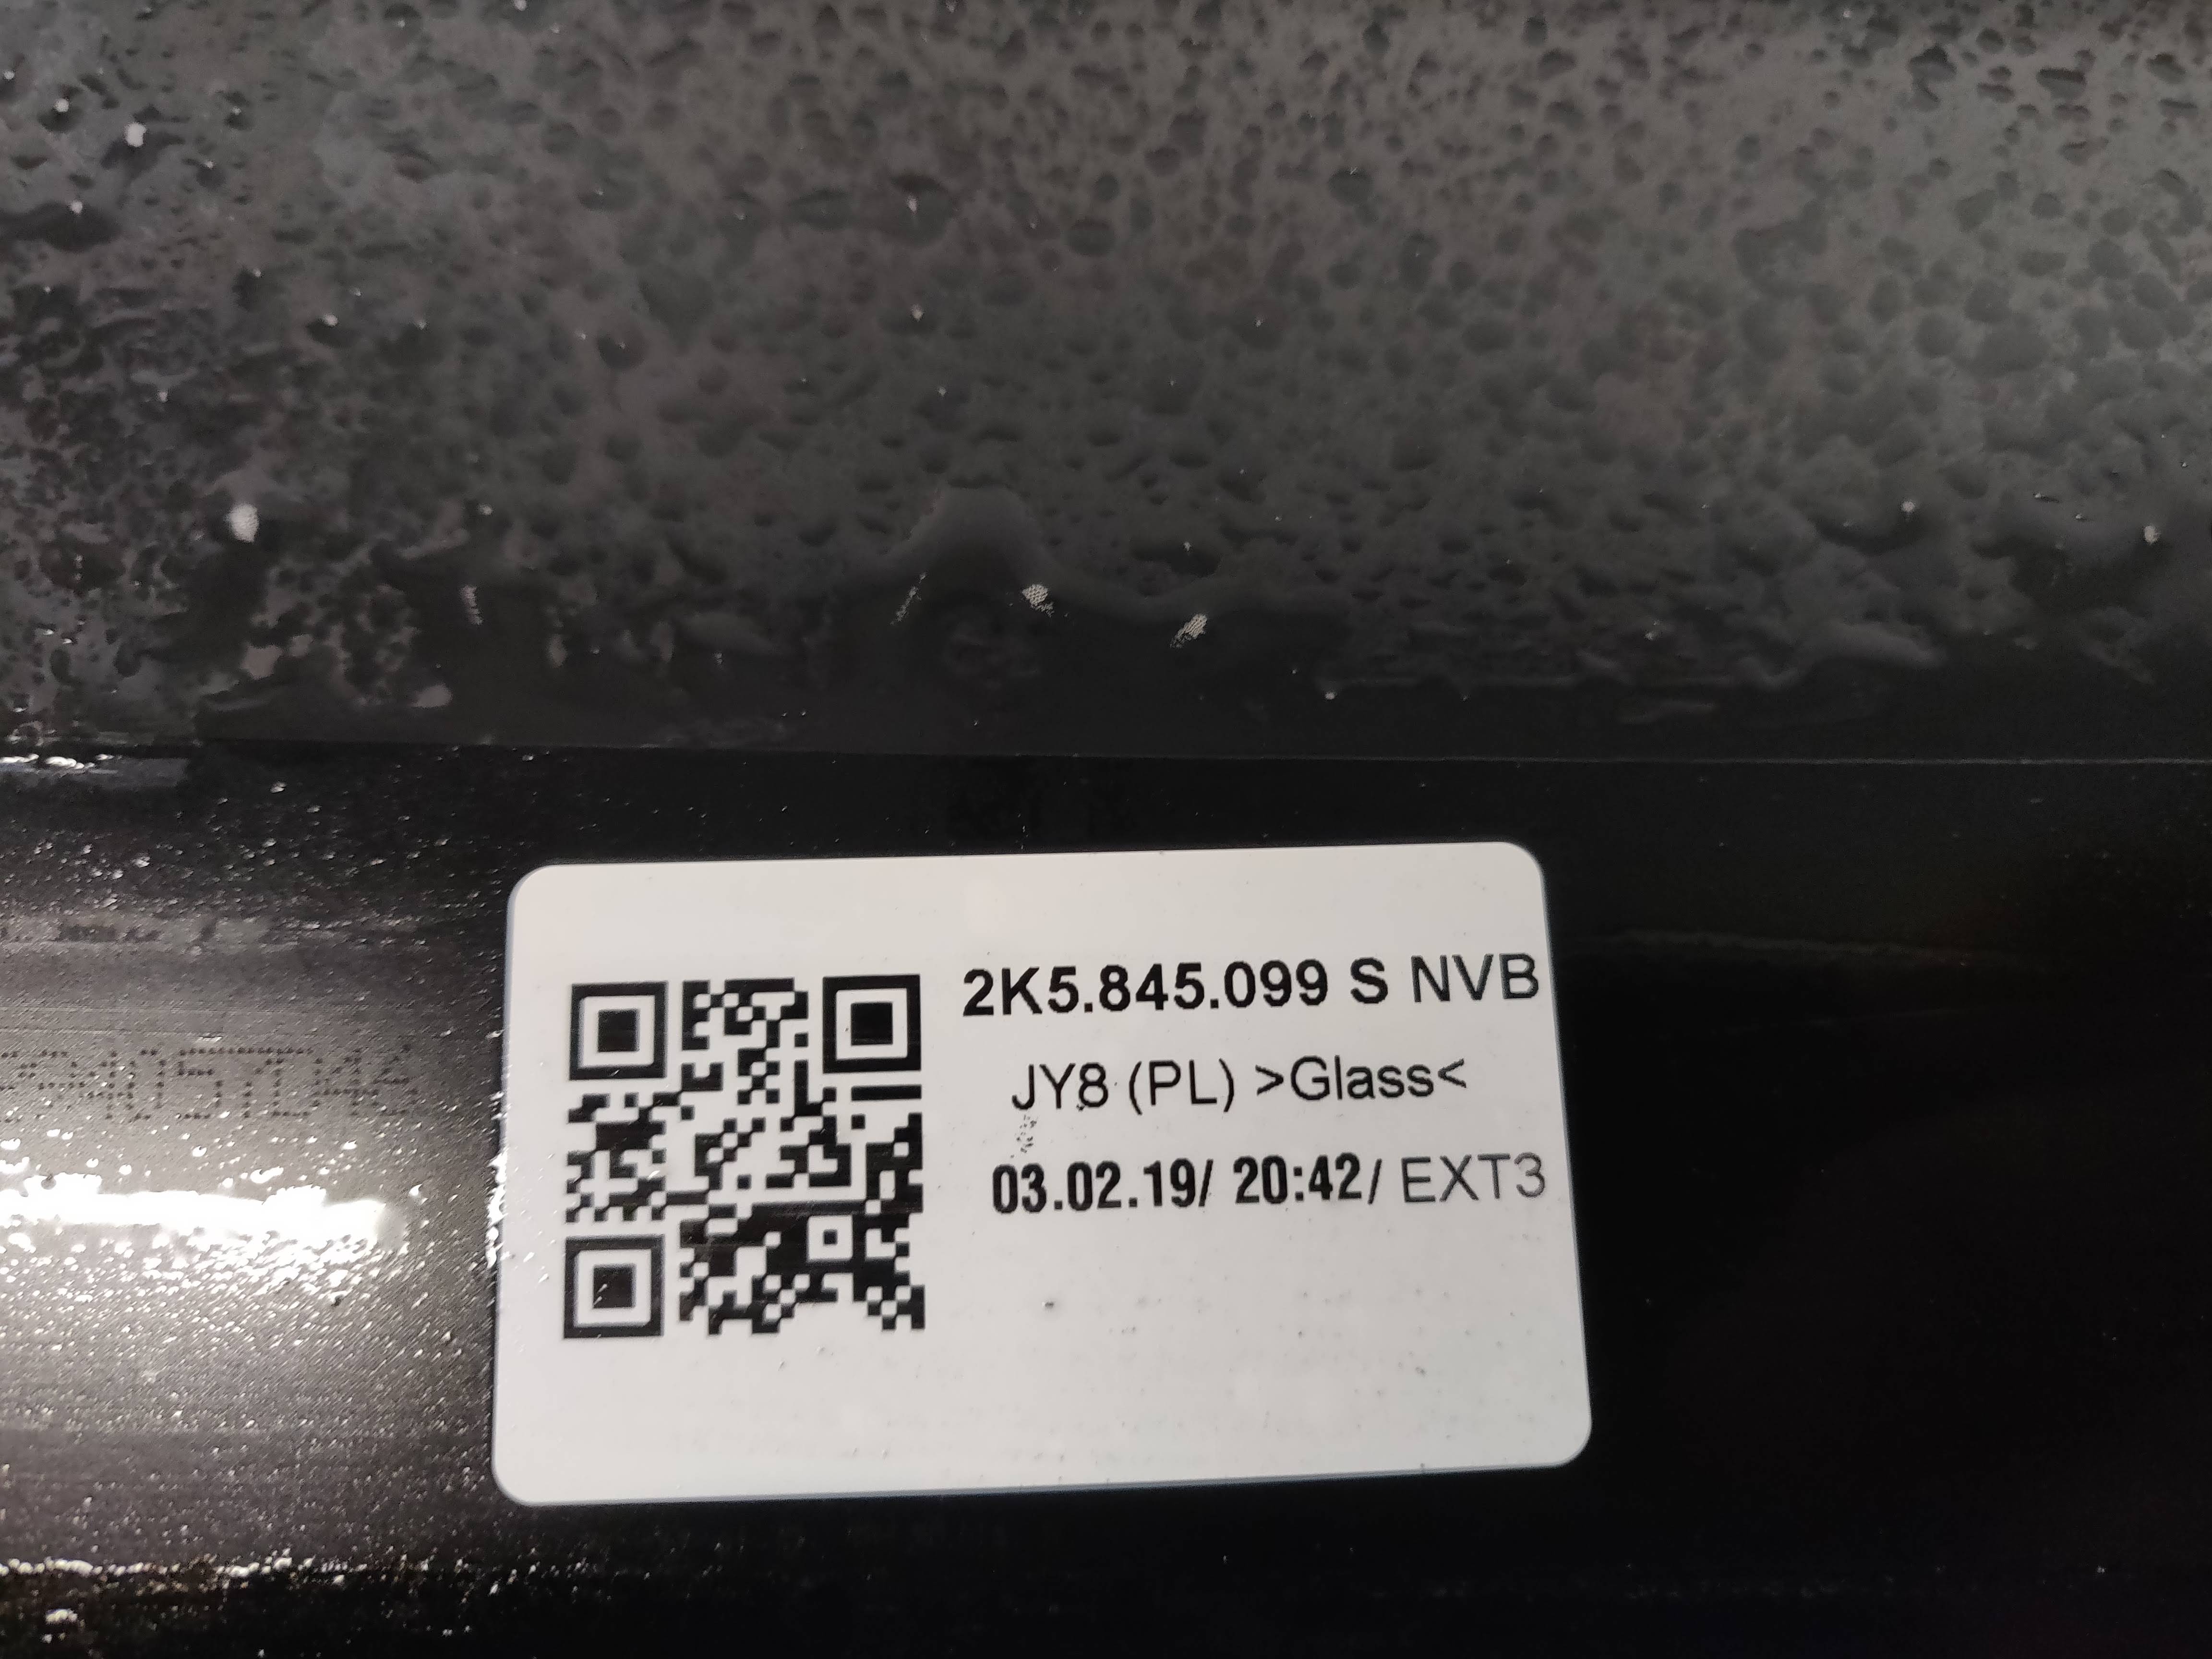 2K5.845.099 S NVB
JY8 (PL) >Glass<
03.02.19/ 20:42/ EXT3